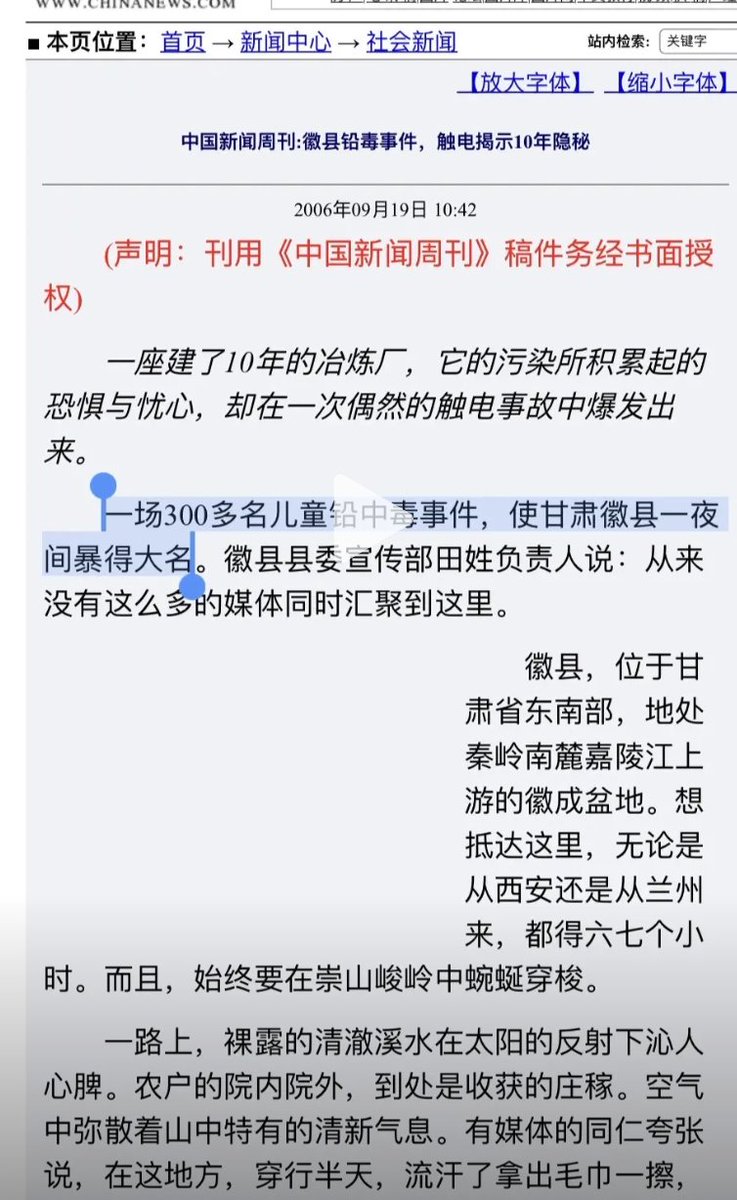 WWW.CHINANEWS.COM
■ 本页位置：首页→新闻中心→社会新闻
站内检索：关键字
【放大字体】 【缩小字体】
中国新闻周刊:徽县铅毒事件，触电揭示10年隐秘
2006年09月19日 10:42
(声明：刊用《中国新闻周刊》稿件务经书面授
权)
一座建了10年的冶炼厂，它的污染所积累起的
恐惧与忧心，却在一次偶然的触电事故中爆发出
来。
一场300多名儿童铅中毒事件，使甘肃徽县一夜
间暴得大名。徽县县委宣传部田姓负责人说：从来
没有这么多的媒体同时汇聚到这里。
徽县，位于甘
肃省东南部，地处
秦岭南麓嘉陵江上
游的徽成盆地。想
抵达这里，无论是
从西安还是从兰州
来，都得六七个小
时。而且，始终要在崇山峻岭中蜿蜒穿梭。
一路上，裸露的清澈溪水在太阳的反射下沁人
心脾。农户的院内院外，到处是收获的庄稼。空气
中弥散着山中特有的清新气息。有媒体的同仁夸张
说，在这地方，穿行半天，流汗了拿出毛巾一擦，